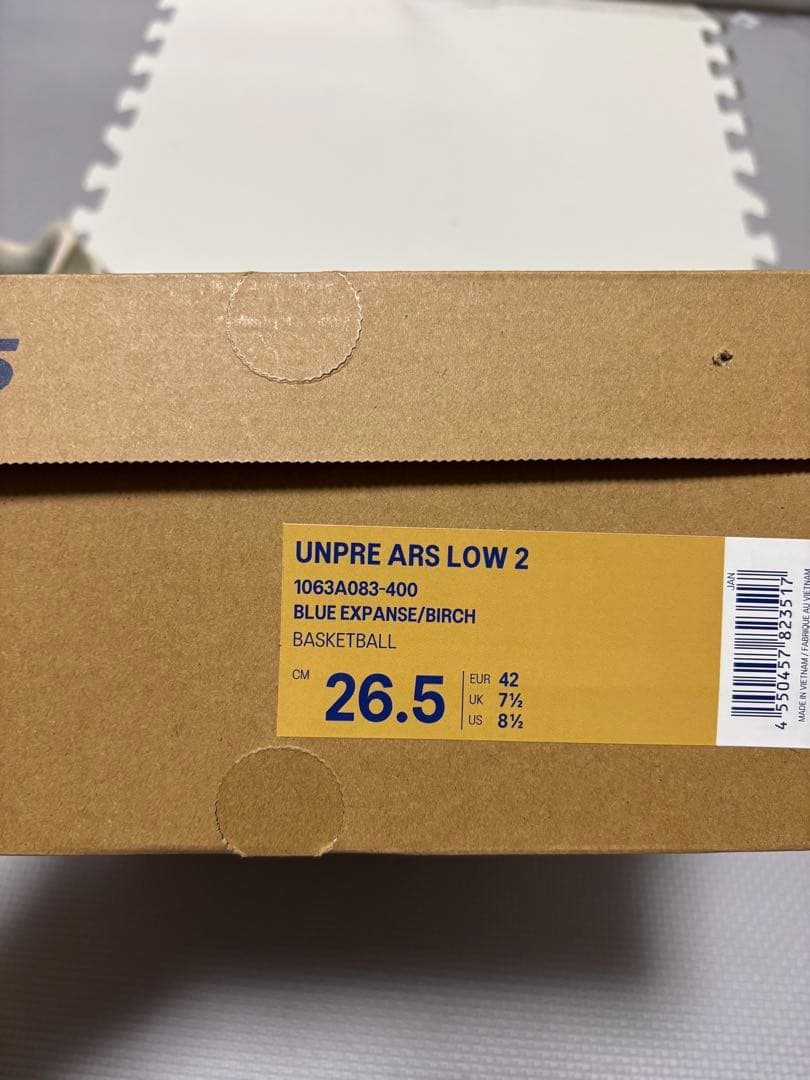 UNPRE ARS LOW 2
1063A083-400
BLUE EXPANSE/BIRCH
BASKETBALL
CM 26.5
EUR 42
UK 7½
US 8½
JAN
4 550457 823517
MADE IN VIETNAM / FABRIQUE AU VIETNAM